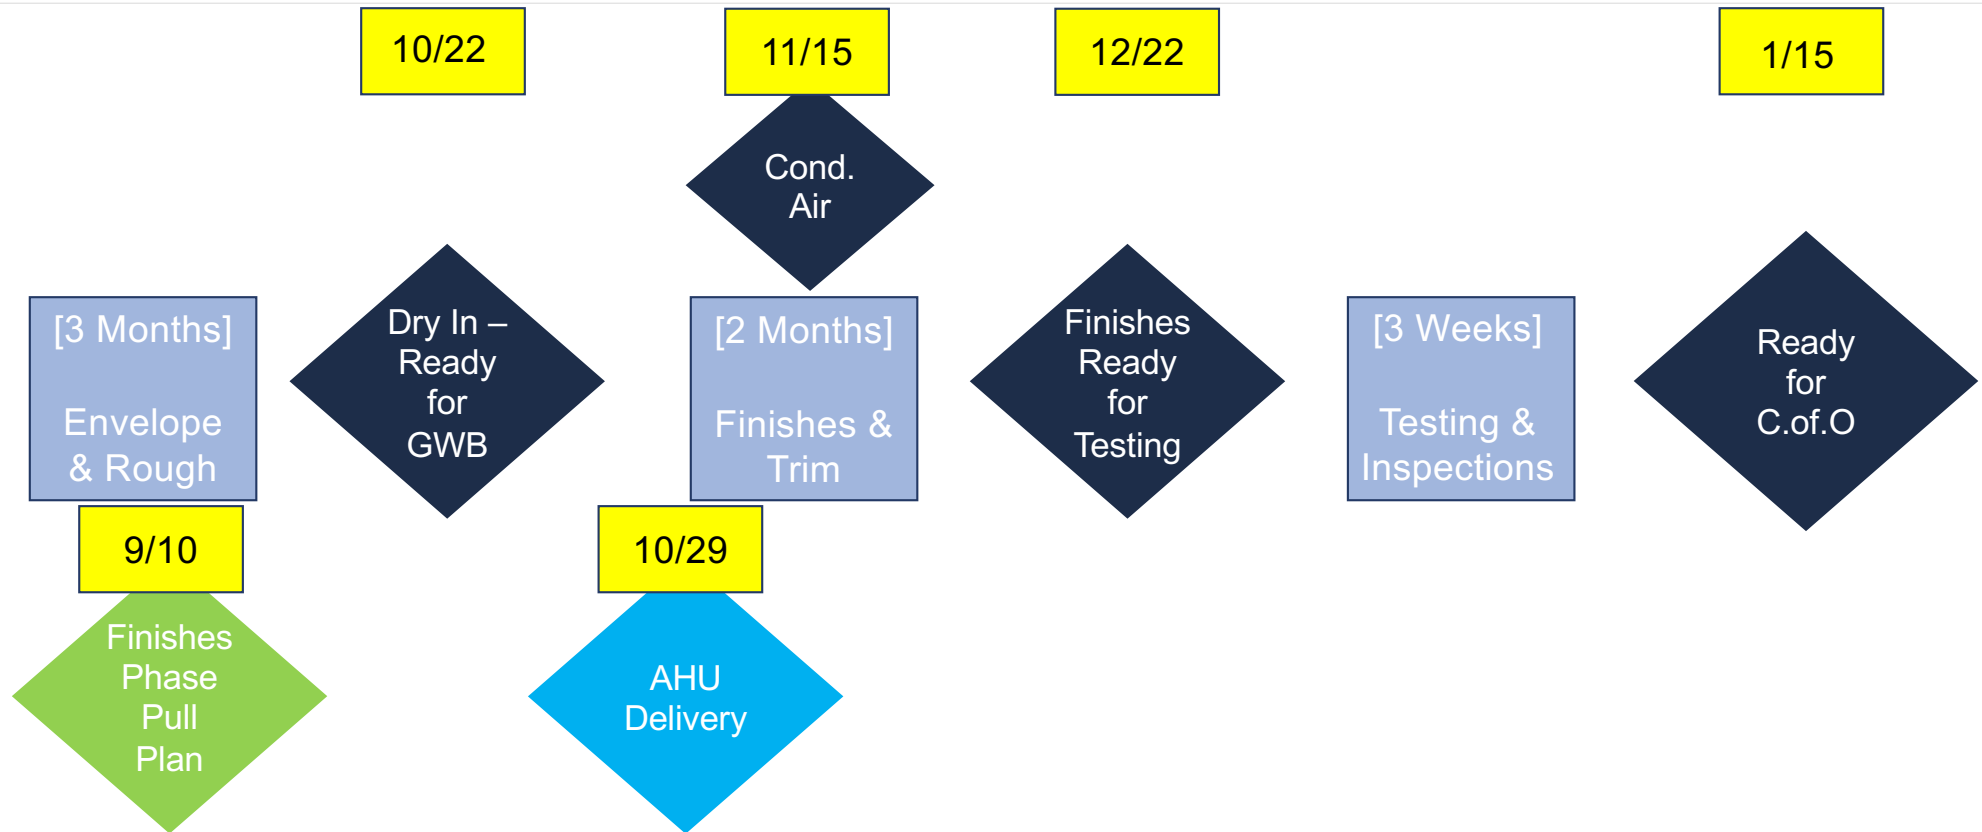 10/22
11/15
12/22
1/15
Cond.
Air
[3 Months]
Envelope
& Rough
Dry In –
Ready
for
GWB
[2 Months]
Finishes &
Trim
Finishes
Ready
for
Testing
[3 Weeks]
Testing &
Inspections
Ready
for
C.of.O
9/10
Finishes
Phase
Pull
Plan
10/29
AHU
Delivery